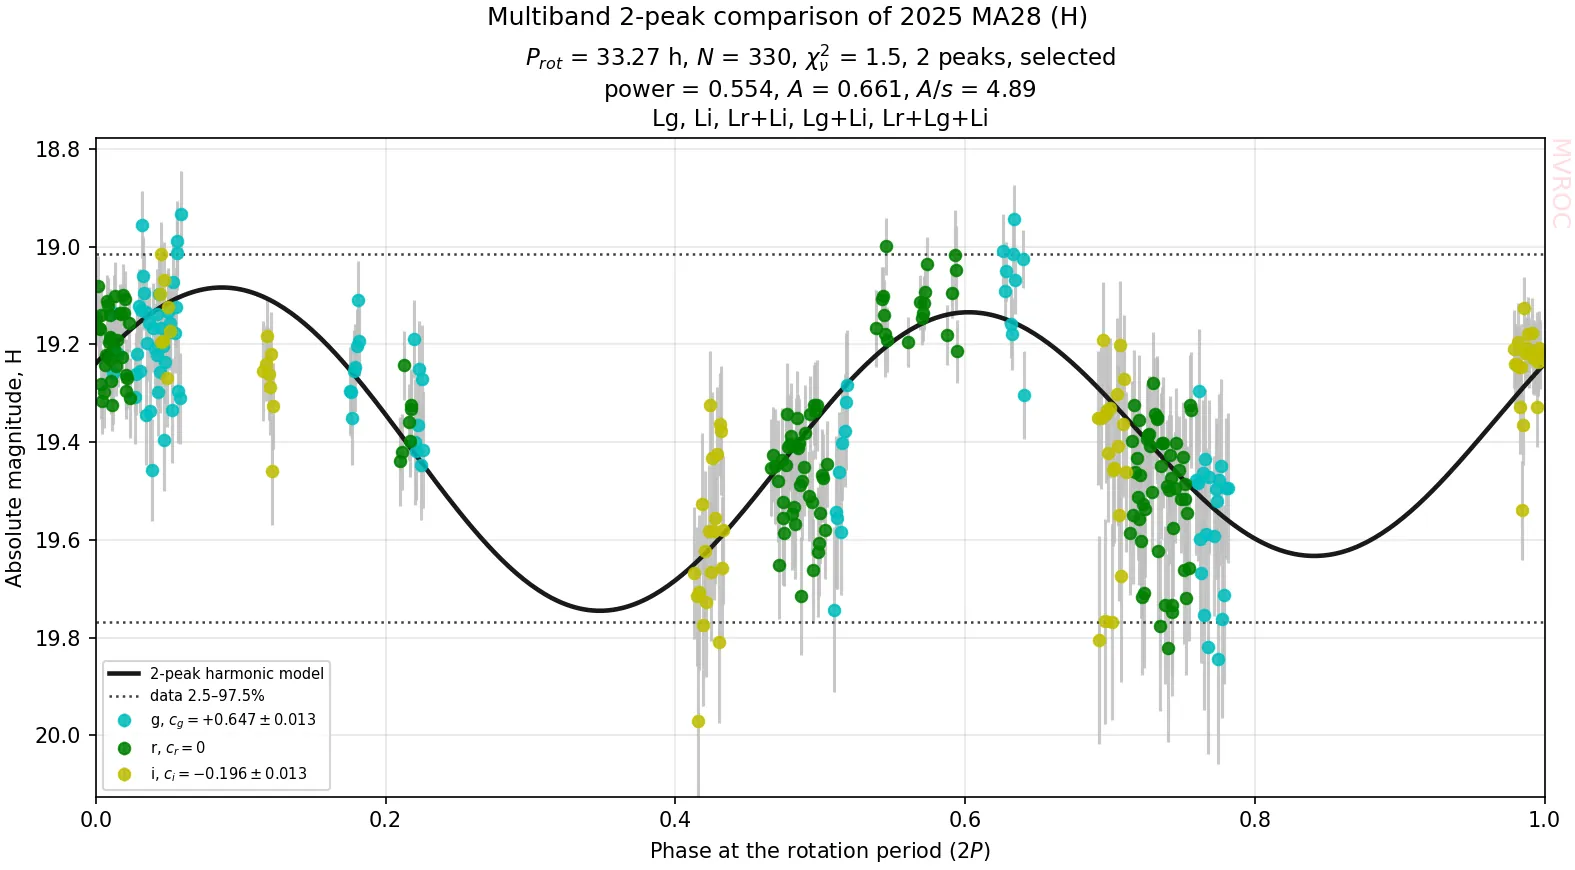 Multiband 2-peak comparison of 2025 MA28 (H)
P_rot = 33.27 h, N = 330, χ²_ν = 1.5, 2 peaks, selected
power = 0.554, A = 0.661, A/s = 4.89
Lg, Li, Lr+Li, Lg+Li, Lr+Lg+Li
MVROC
Absolute magnitude, H
18.8
19.0
19.2
19.4
19.6
19.8
20.0
2-peak harmonic model
data 2.5–97.5%
g, c_g = +0.647 ± 0.013
r, c_r = 0
i, c_i = −0.196 ± 0.013
0.0 0.2 0.4 0.6 0.8 1.0
Phase at the rotation period (2P)